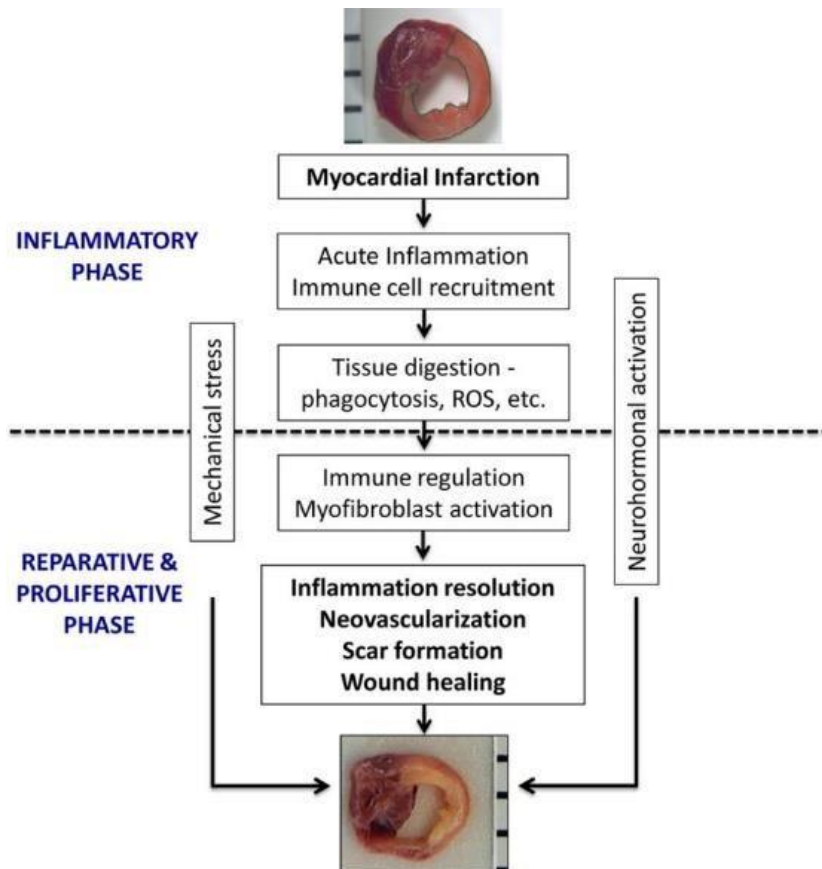 Myocardial Infarction
INFLAMMATORY
PHASE
Acute Inflammation
Immune cell recruitment
Tissue digestion -
phagocytosis, ROS, etc.
Mechanical stress
Neurohormonal activation
Immune regulation
Myofibroblast activation
REPARATIVE &
PROLIFERATIVE
PHASE
Inflammation resolution
Neovascularization
Scar formation
Wound healing